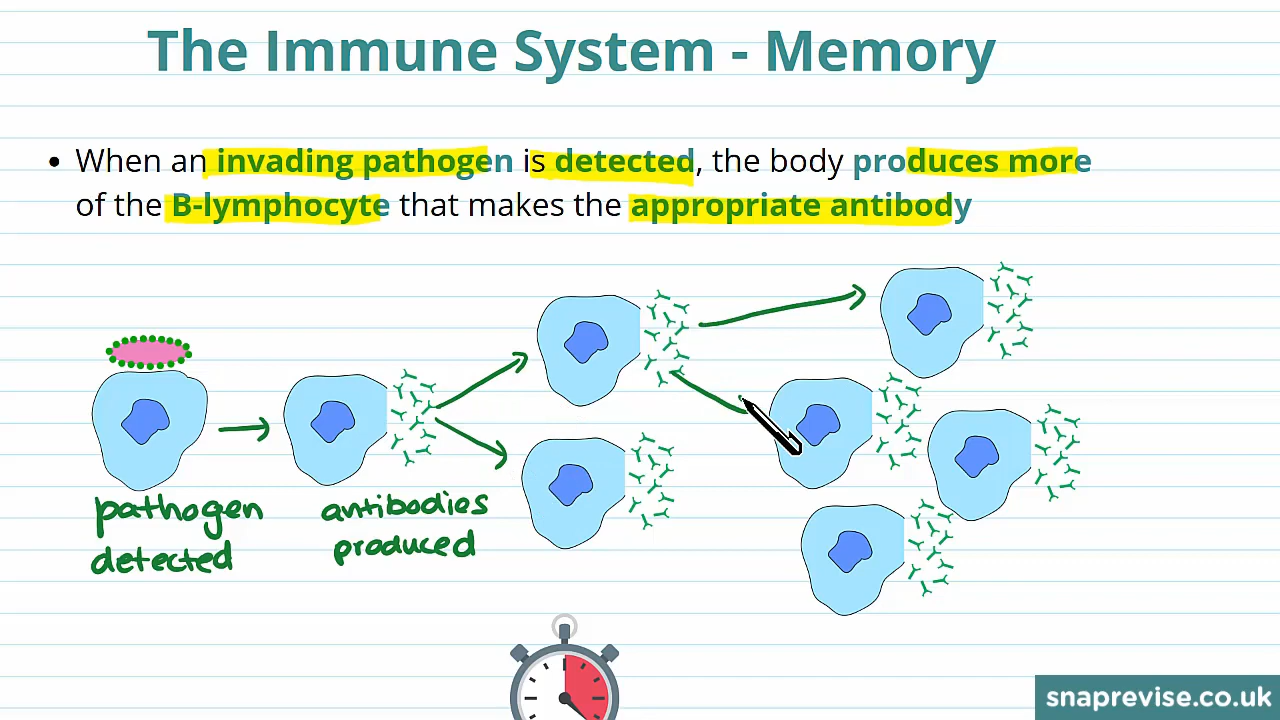 The Immune System - Memory
• When an invading pathogen is detected, the body produces more
of the B-lymphocyte that makes the appropriate antibody
pathogen
detected
antibodies
produced
snaprevise.co.uk